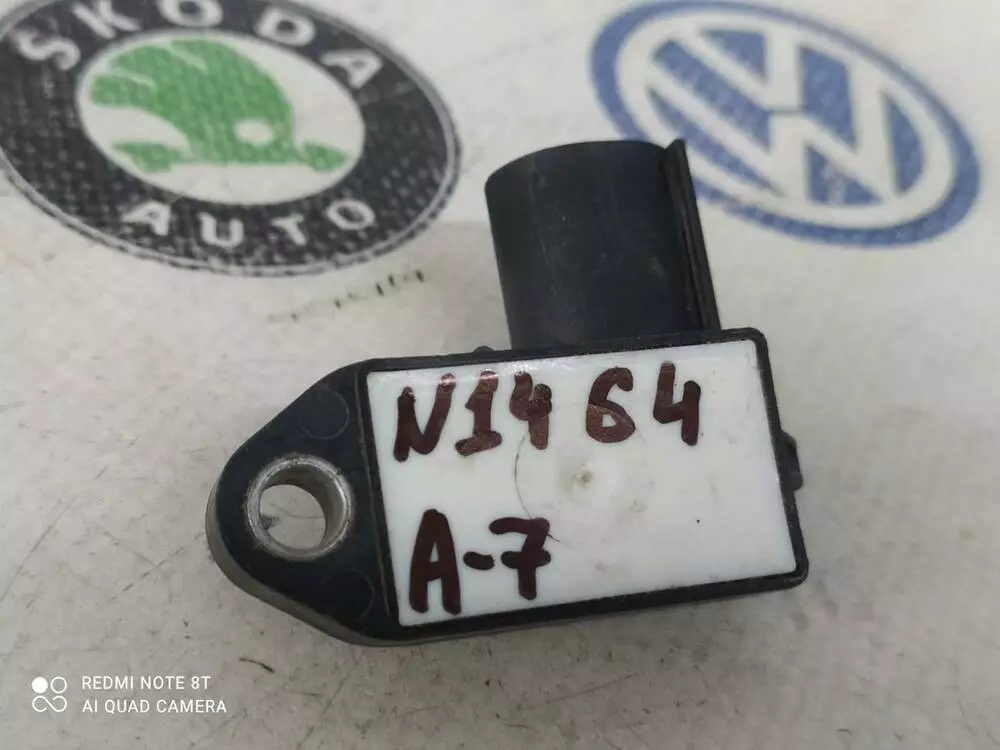 SKODA
AUTO
N1464
A-7
REDMI NOTE 8T
AI QUAD CAMERA